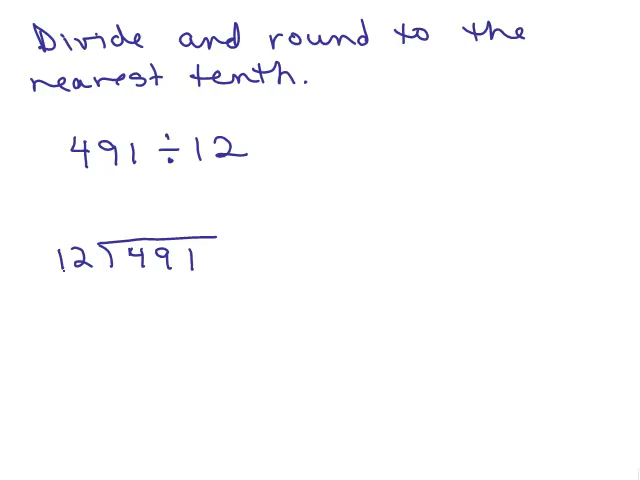 Divide and round to the
nearest tenth.
491 ÷ 12
12)491